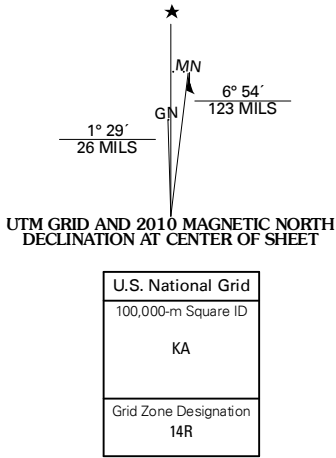 MN
GN
6° 54´
123 MILS
1° 29´
26 MILS
UTM GRID AND 2010 MAGNETIC NORTH
DECLINATION AT CENTER OF SHEET
U.S. National Grid
100,000-m Square ID
KA
Grid Zone Designation
14R